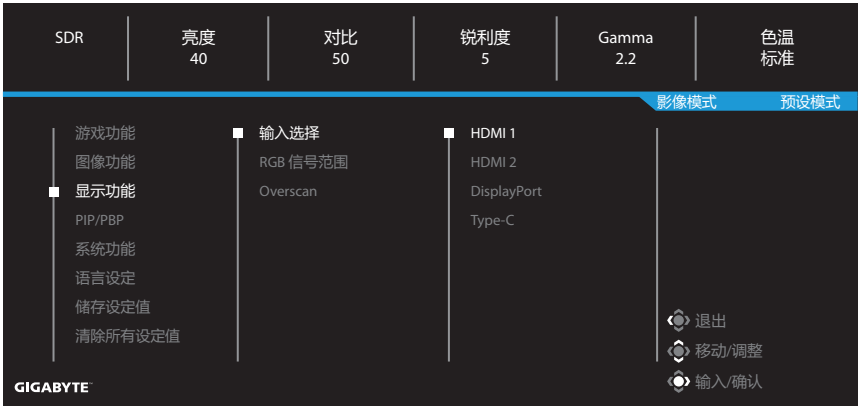 SDR
亮度
40
对比
50
锐利度
5
Gamma
2.2
色温
标准
影像模式
预设模式
游戏功能
图像功能
显示功能
PIP/PBP
系统功能
语言设定
储存设定值
清除所有设定值
输入选择
RGB 信号范围
Overscan
HDMI 1
HDMI 2
DisplayPort
Type-C
退出
移动/调整
输入/确认
GIGABYTE™